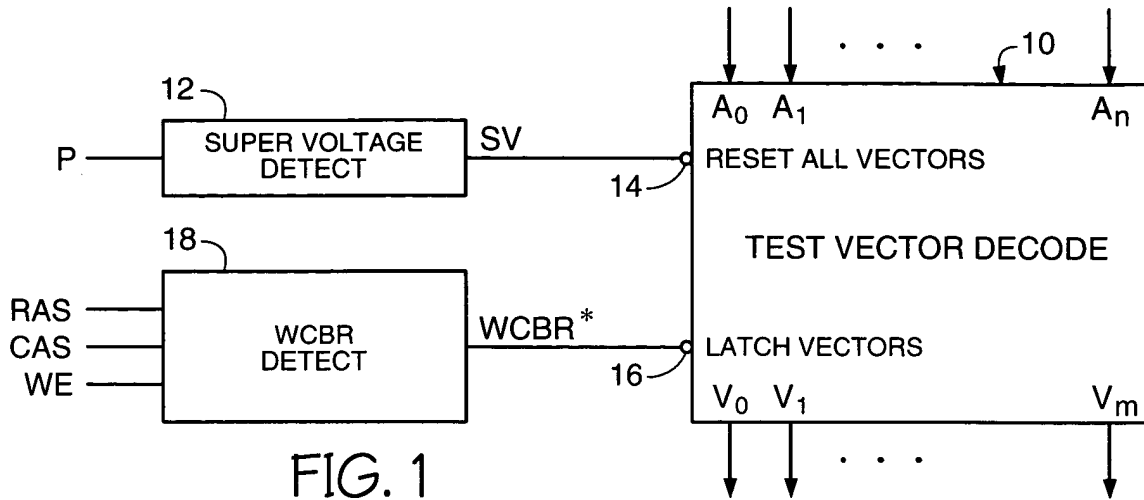 . . . 10
A0 A1 An
12
P SUPER VOLTAGE DETECT SV
14 RESET ALL VECTORS
TEST VECTOR DECODE
18
RAS
CAS
WE
WCBR DETECT
WCBR*
16 LATCH VECTORS
V0 V1 Vm
. . .
FIG. 1